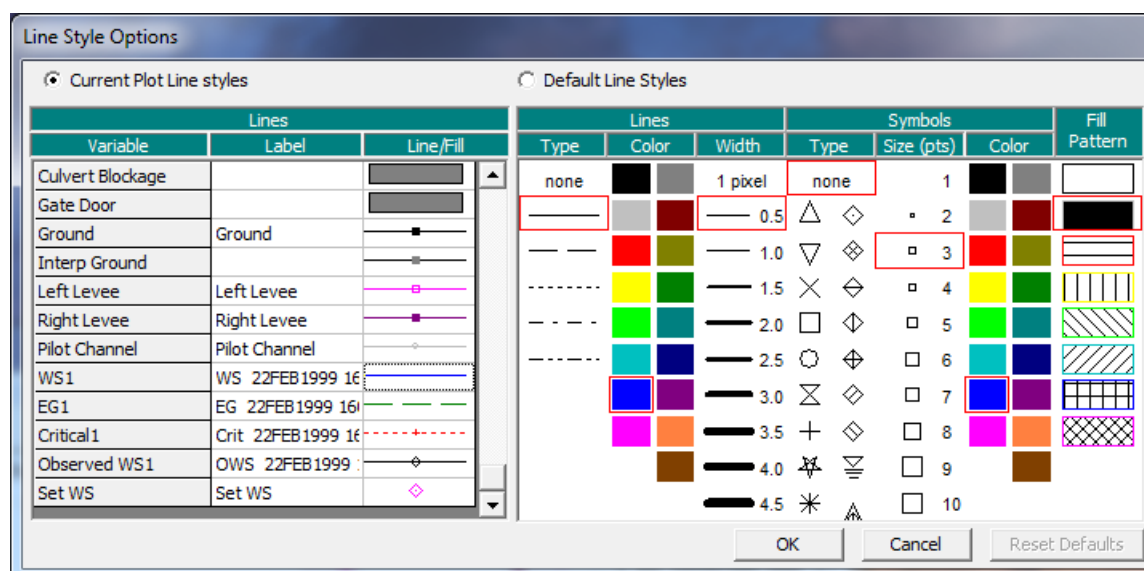 Line Style Options
Current Plot Line styles
Default Line Styles
Lines
Variable Label Line/Fill
Culvert Blockage
Gate Door
Ground Ground
Interp Ground
Left Levee Left Levee
Right Levee Right Levee
Pilot Channel Pilot Channel
WS1 WS 22FEB1999 16
EG1 EG 22FEB1999 16
Critical1 Crit 22FEB1999 16
Observed WS1 OWS 22FEB1999
Set WS Set WS
Lines Symbols Fill Pattern
Type Color Width Type Size (pts) Color
none 1 pixel none 1
0.5 2
1.0 3
1.5 4
2.0 5
2.5 6
3.0 7
3.5 8
4.0 9
4.5 10
OK Cancel Reset Defaults